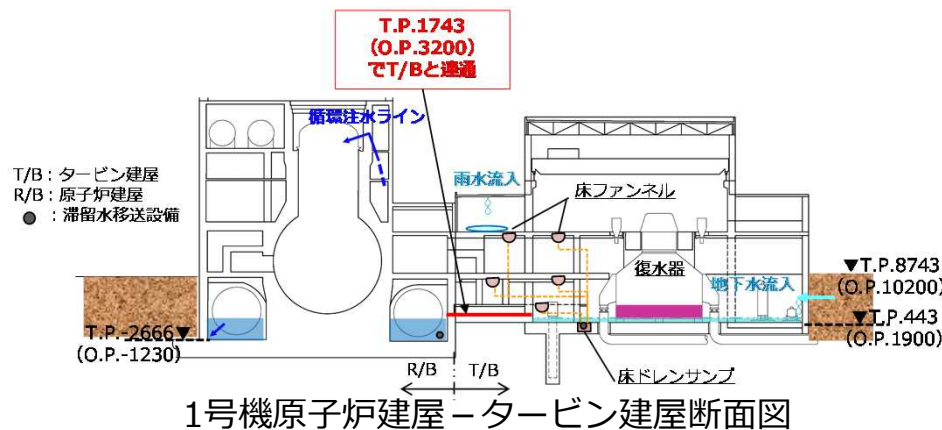 T.P.1743
(O.P.3200)
でT/Bと連通
循環注水ライン
T/B：タービン建屋
R/B：原子炉建屋
●：滞留水移送設備
雨水流入
床ファンネル
復水器
地下水流入
▼T.P.8743
(O.P.10200)
T.P.-2666▼
(O.P.-1230)
▼T.P.443
(O.P.1900)
R/B
T/B
床ドレンサンプ
1号機原子炉建屋－タービン建屋断面図